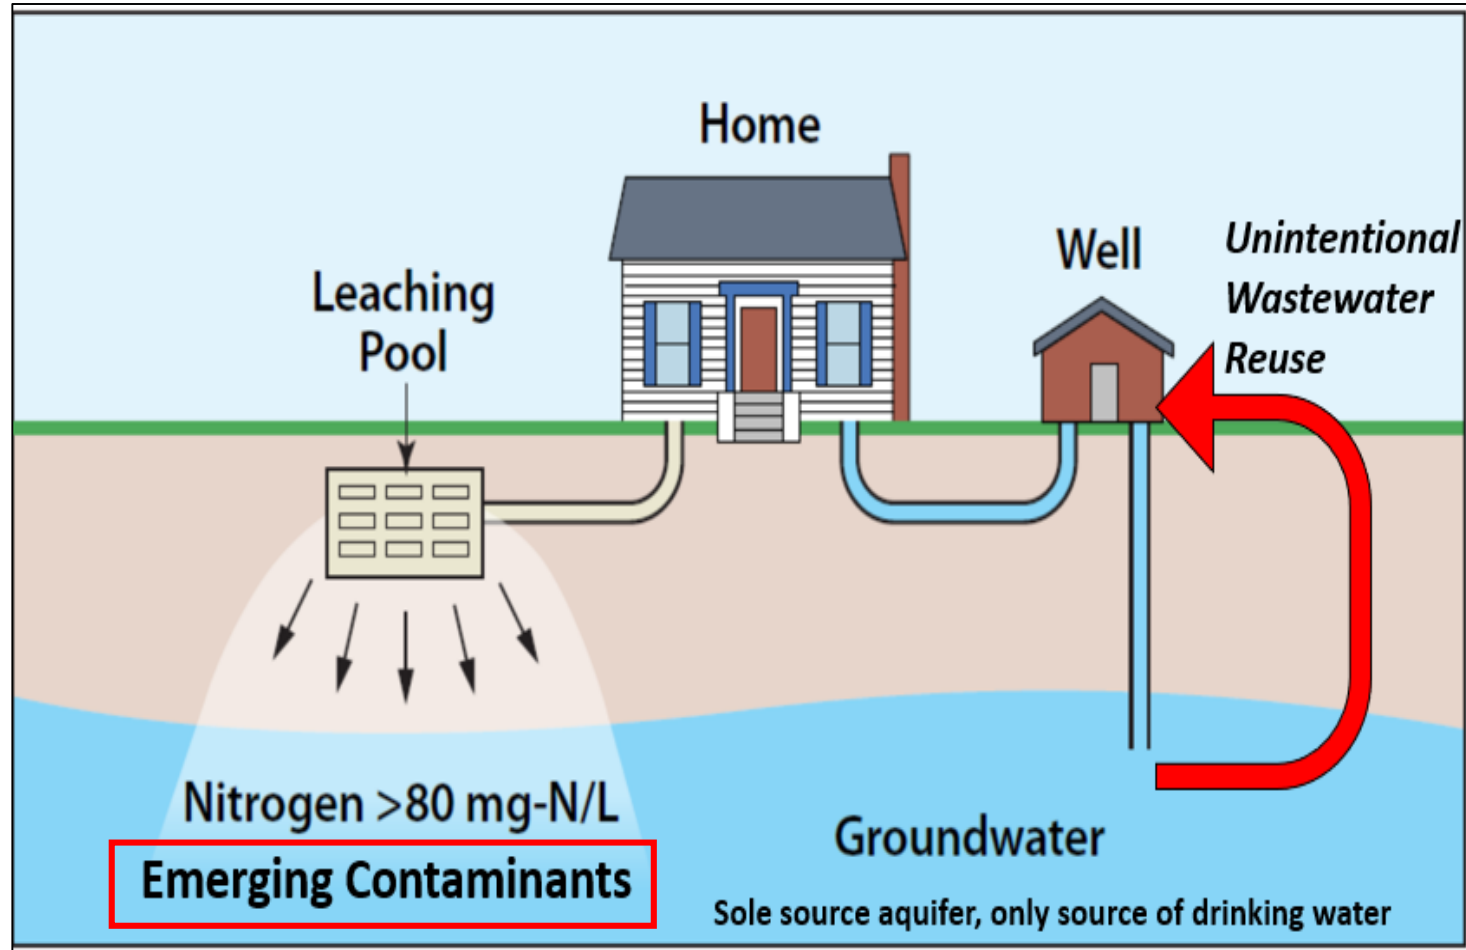 Home
Well
Unintentional
Wastewater
Reuse
Leaching
Pool
Nitrogen >80 mg-N/L
Emerging Contaminants
Groundwater
Sole source aquifer, only source of drinking water